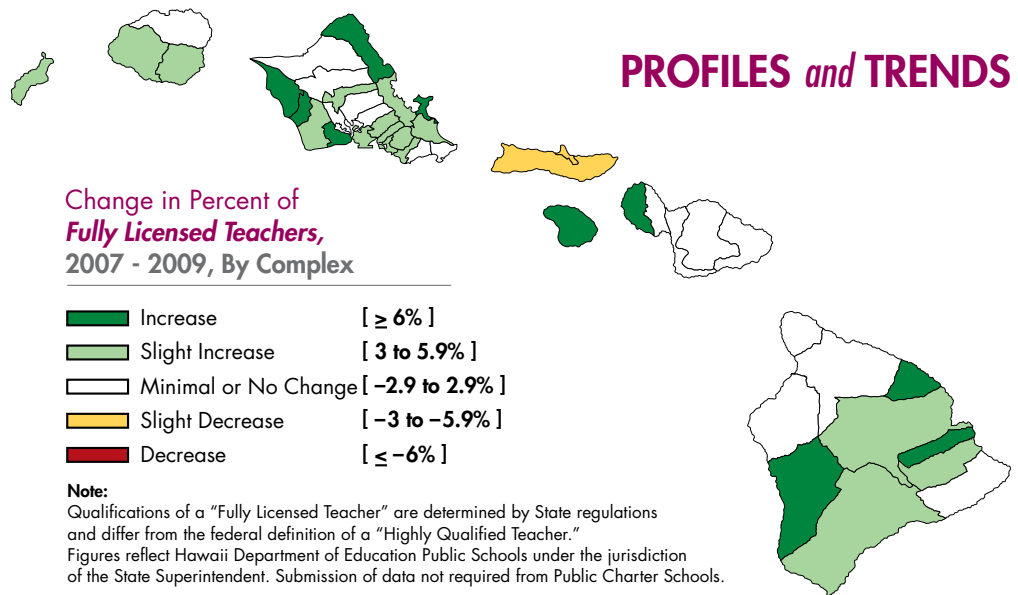 PROFILES and TRENDS
Change in Percent of
Fully Licensed Teachers,
2007 - 2009, By Complex
Increase [ ≥ 6% ]
Slight Increase [ 3 to 5.9% ]
Minimal or No Change [ −2.9 to 2.9% ]
Slight Decrease [ −3 to −5.9% ]
Decrease [ ≤ −6% ]
Note:
Qualifications of a “Fully Licensed Teacher” are determined by State regulations
and differ from the federal definition of a “Highly Qualified Teacher.”
Figures reflect Hawaii Department of Education Public Schools under the jurisdiction
of the State Superintendent. Submission of data not required from Public Charter Schools.